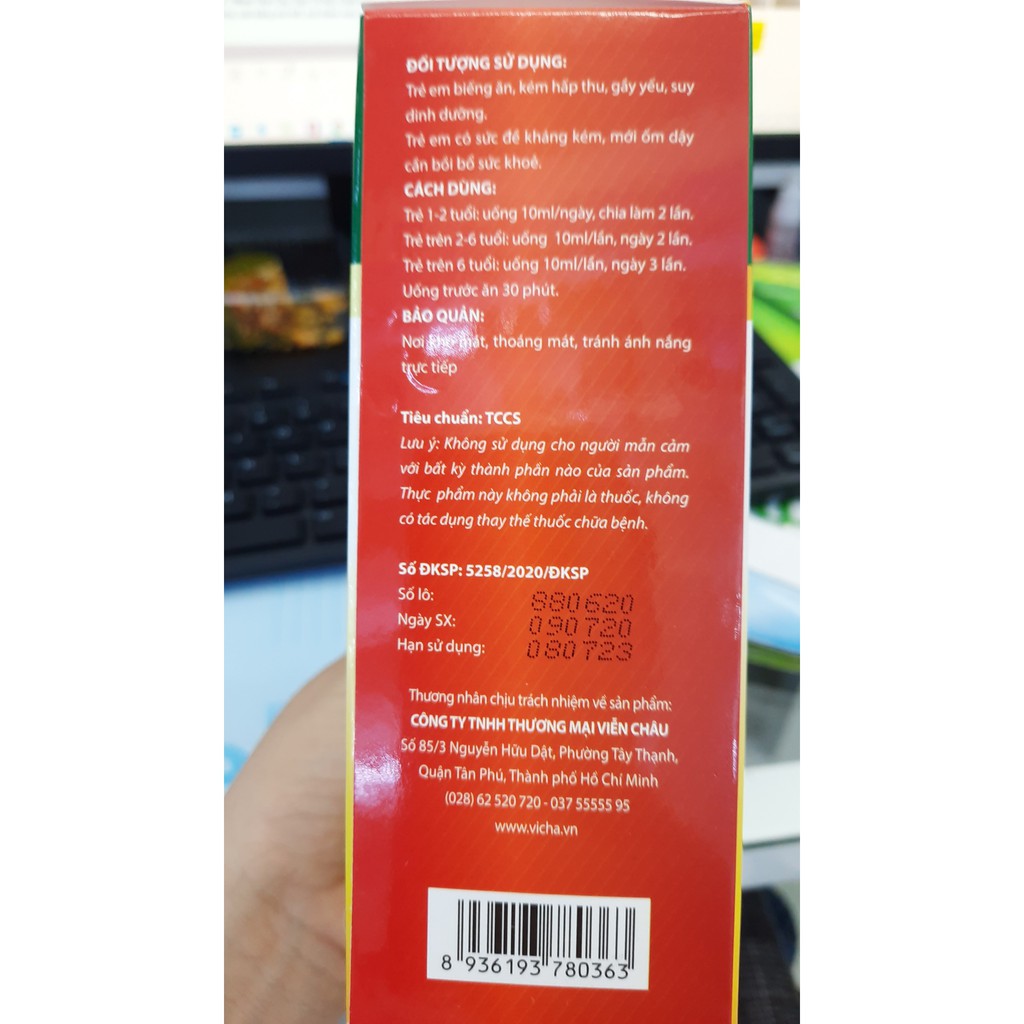 ĐỐI TƯỢNG SỬ DỤNG:
Trẻ em biếng ăn, kém hấp thu, gầy yếu, suy
dinh dưỡng.
Trẻ em có sức đề kháng kém, mới ốm dậy
cần bồi bổ sức khoẻ.
CÁCH DÙNG:
Trẻ 1-2 tuổi: uống 10ml/ngày, chia làm 2 lần.
Trẻ trên 2-6 tuổi: uống 10ml/lần, ngày 2 lần.
Trẻ trên 6 tuổi: uống 10ml/lần, ngày 3 lần.
Uống trước ăn 30 phút.
BẢO QUẢN:
Nơi khô mát, thoáng mát, tránh ánh nắng
trực tiếp
Tiêu chuẩn: TCCS
Lưu ý: Không sử dụng cho người mẫn cảm
với bất kỳ thành phần nào của sản phẩm.
Thực phẩm này không phải là thuốc, không
có tác dụng thay thế thuốc chữa bệnh.
Số ĐKSP: 5258/2020/ĐKSP
Số lô: 880620
Ngày SX: 090720
Hạn sử dụng: 080723
Thương nhân chịu trách nhiệm về sản phẩm:
CÔNG TY TNHH THƯƠNG MẠI VIỄN CHÂU
Số 85/3 Nguyễn Hữu Dật, Phường Tây Thạnh,
Quận Tân Phú, Thành phố Hồ Chí Minh
(028) 62 520 720 - 037 55555 95
www.vicha.vn
8 936193 780363